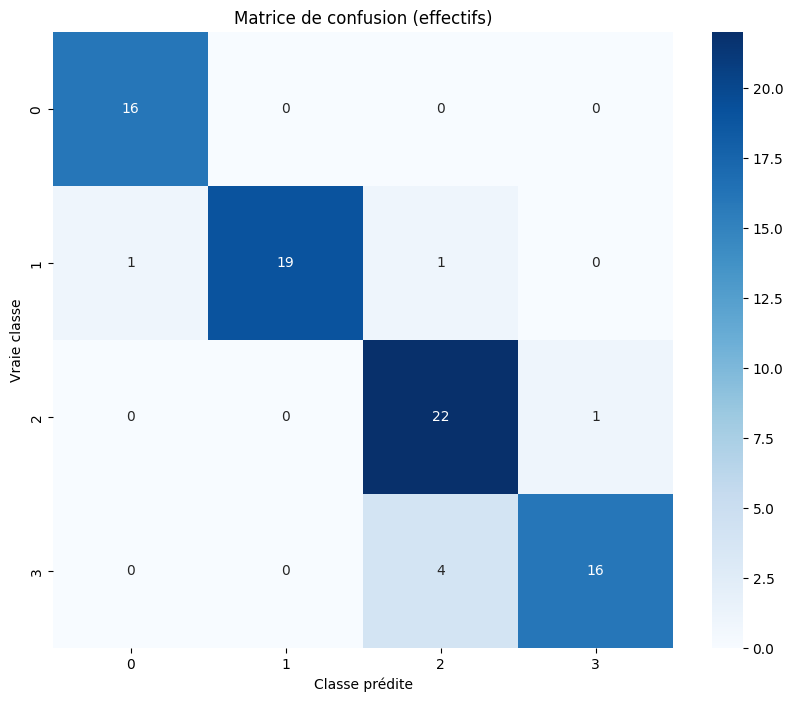 Matrice de confusion (effectifs)
0 16 0 0 0
1 1 19 1 0
2 0 0 22 1
3 0 0 4 16
0 1 2 3
Vraie classe
Classe prédite
20.0
17.5
15.0
12.5
10.0
7.5
5.0
2.5
0.0